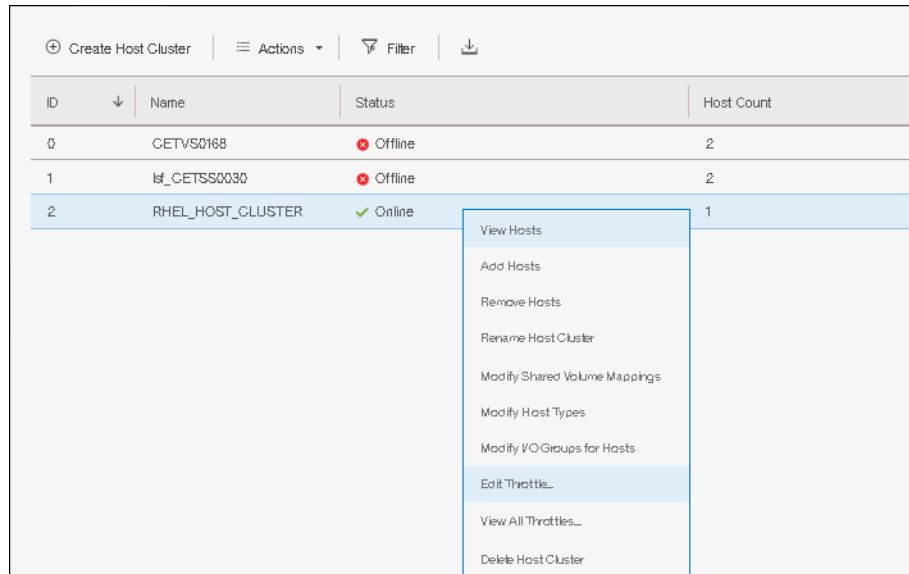 Create Host Cluster Actions Filter
ID Name Status Host Count
0 CETVS0168 Offline 2
1 lsf_CETSS0030 Offline 2
2 RHEL_HOST_CLUSTER Online 1
View Hosts
Add Hosts
Remove Hosts
Rename Host Cluster
Modify Shared Volume Mappings
Modify Host Types
Modify I/O Groups for Hosts
Edit Throttle...
View All Throttles...
Delete Host Cluster